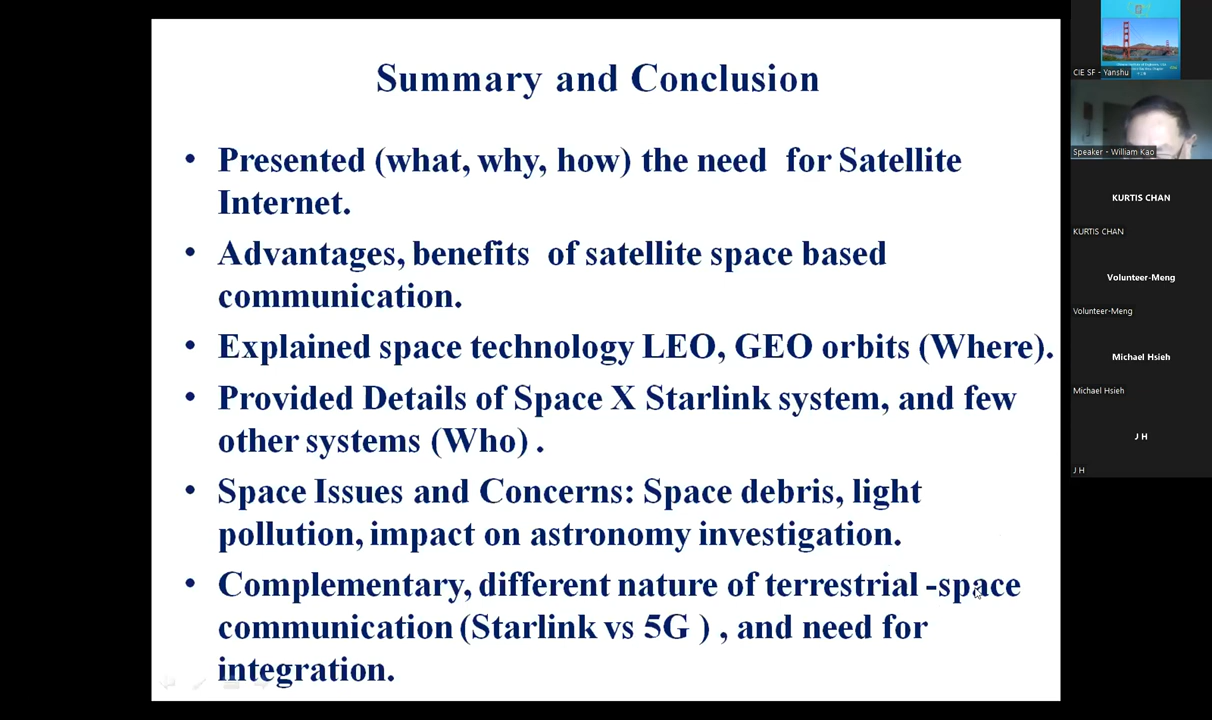 Summary and Conclusion
• Presented (what, why, how) the need for Satellite
Internet.
• Advantages, benefits of satellite space based
communication.
• Explained space technology LEO, GEO orbits (Where).
• Provided Details of Space X Starlink system, and few
other systems (Who) .
• Space Issues and Concerns: Space debris, light
pollution, impact on astronomy investigation.
• Complementary, different nature of terrestrial -space
communication (Starlink vs 5G ) , and need for
integration.
CIE SF - Yanshu
Speaker - William Kao
KURTIS CHAN
KURTIS CHAN
Volunteer-Meng
Volunteer-Meng
Michael Hsieh
Michael Hsieh
J H
J H